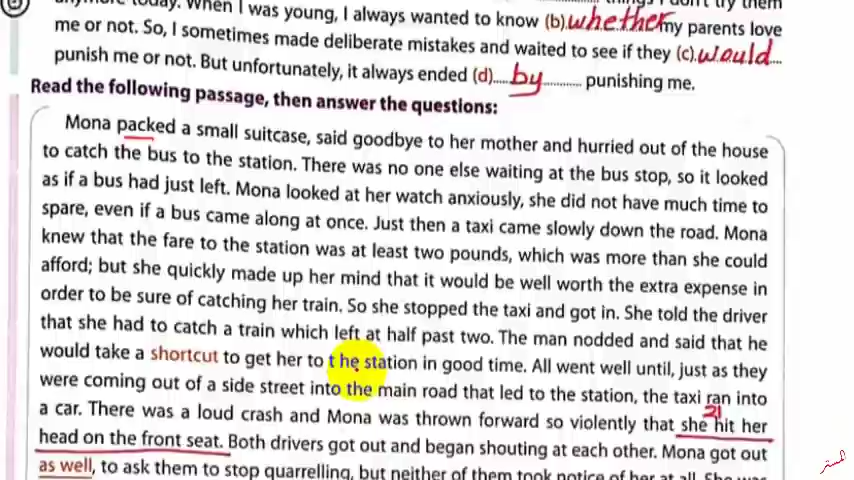 anymore today. When I was young, I always wanted to know (b) whether my parents love
me or not. So, I sometimes made deliberate mistakes and waited to see if they (c) would....
punish me or not. But unfortunately, it always ended (d).....by............ punishing me.
Read the following passage, then answer the questions:
Mona packed a small suitcase, said goodbye to her mother and hurried out of the house
to catch the bus to the station. There was no one else waiting at the bus stop, so it looked
as if a bus had just left. Mona looked at her watch anxiously, she did not have much time to
spare, even if a bus came along at once. Just then a taxi came slowly down the road. Mona
knew that the fare to the station was at least two pounds, which was more than she could
afford; but she quickly made up her mind that it would be well worth the extra expense in
order to be sure of catching her train. So she stopped the taxi and got in. She told the driver
that she had to catch a train which left at half past two. The man nodded and said that he
would take a shortcut to get her to t he station in good time. All went well until, just as they
were coming out of a side street into the main road that led to the station, the taxi ran into
21
a car. There was a loud crash and Mona was thrown forward so violently that she hit her
head on the front seat. Both drivers got out and began shouting at each other. Mona got out
as well, to ask them to stop quarrelling, but neither of them took notice of her at all. She was